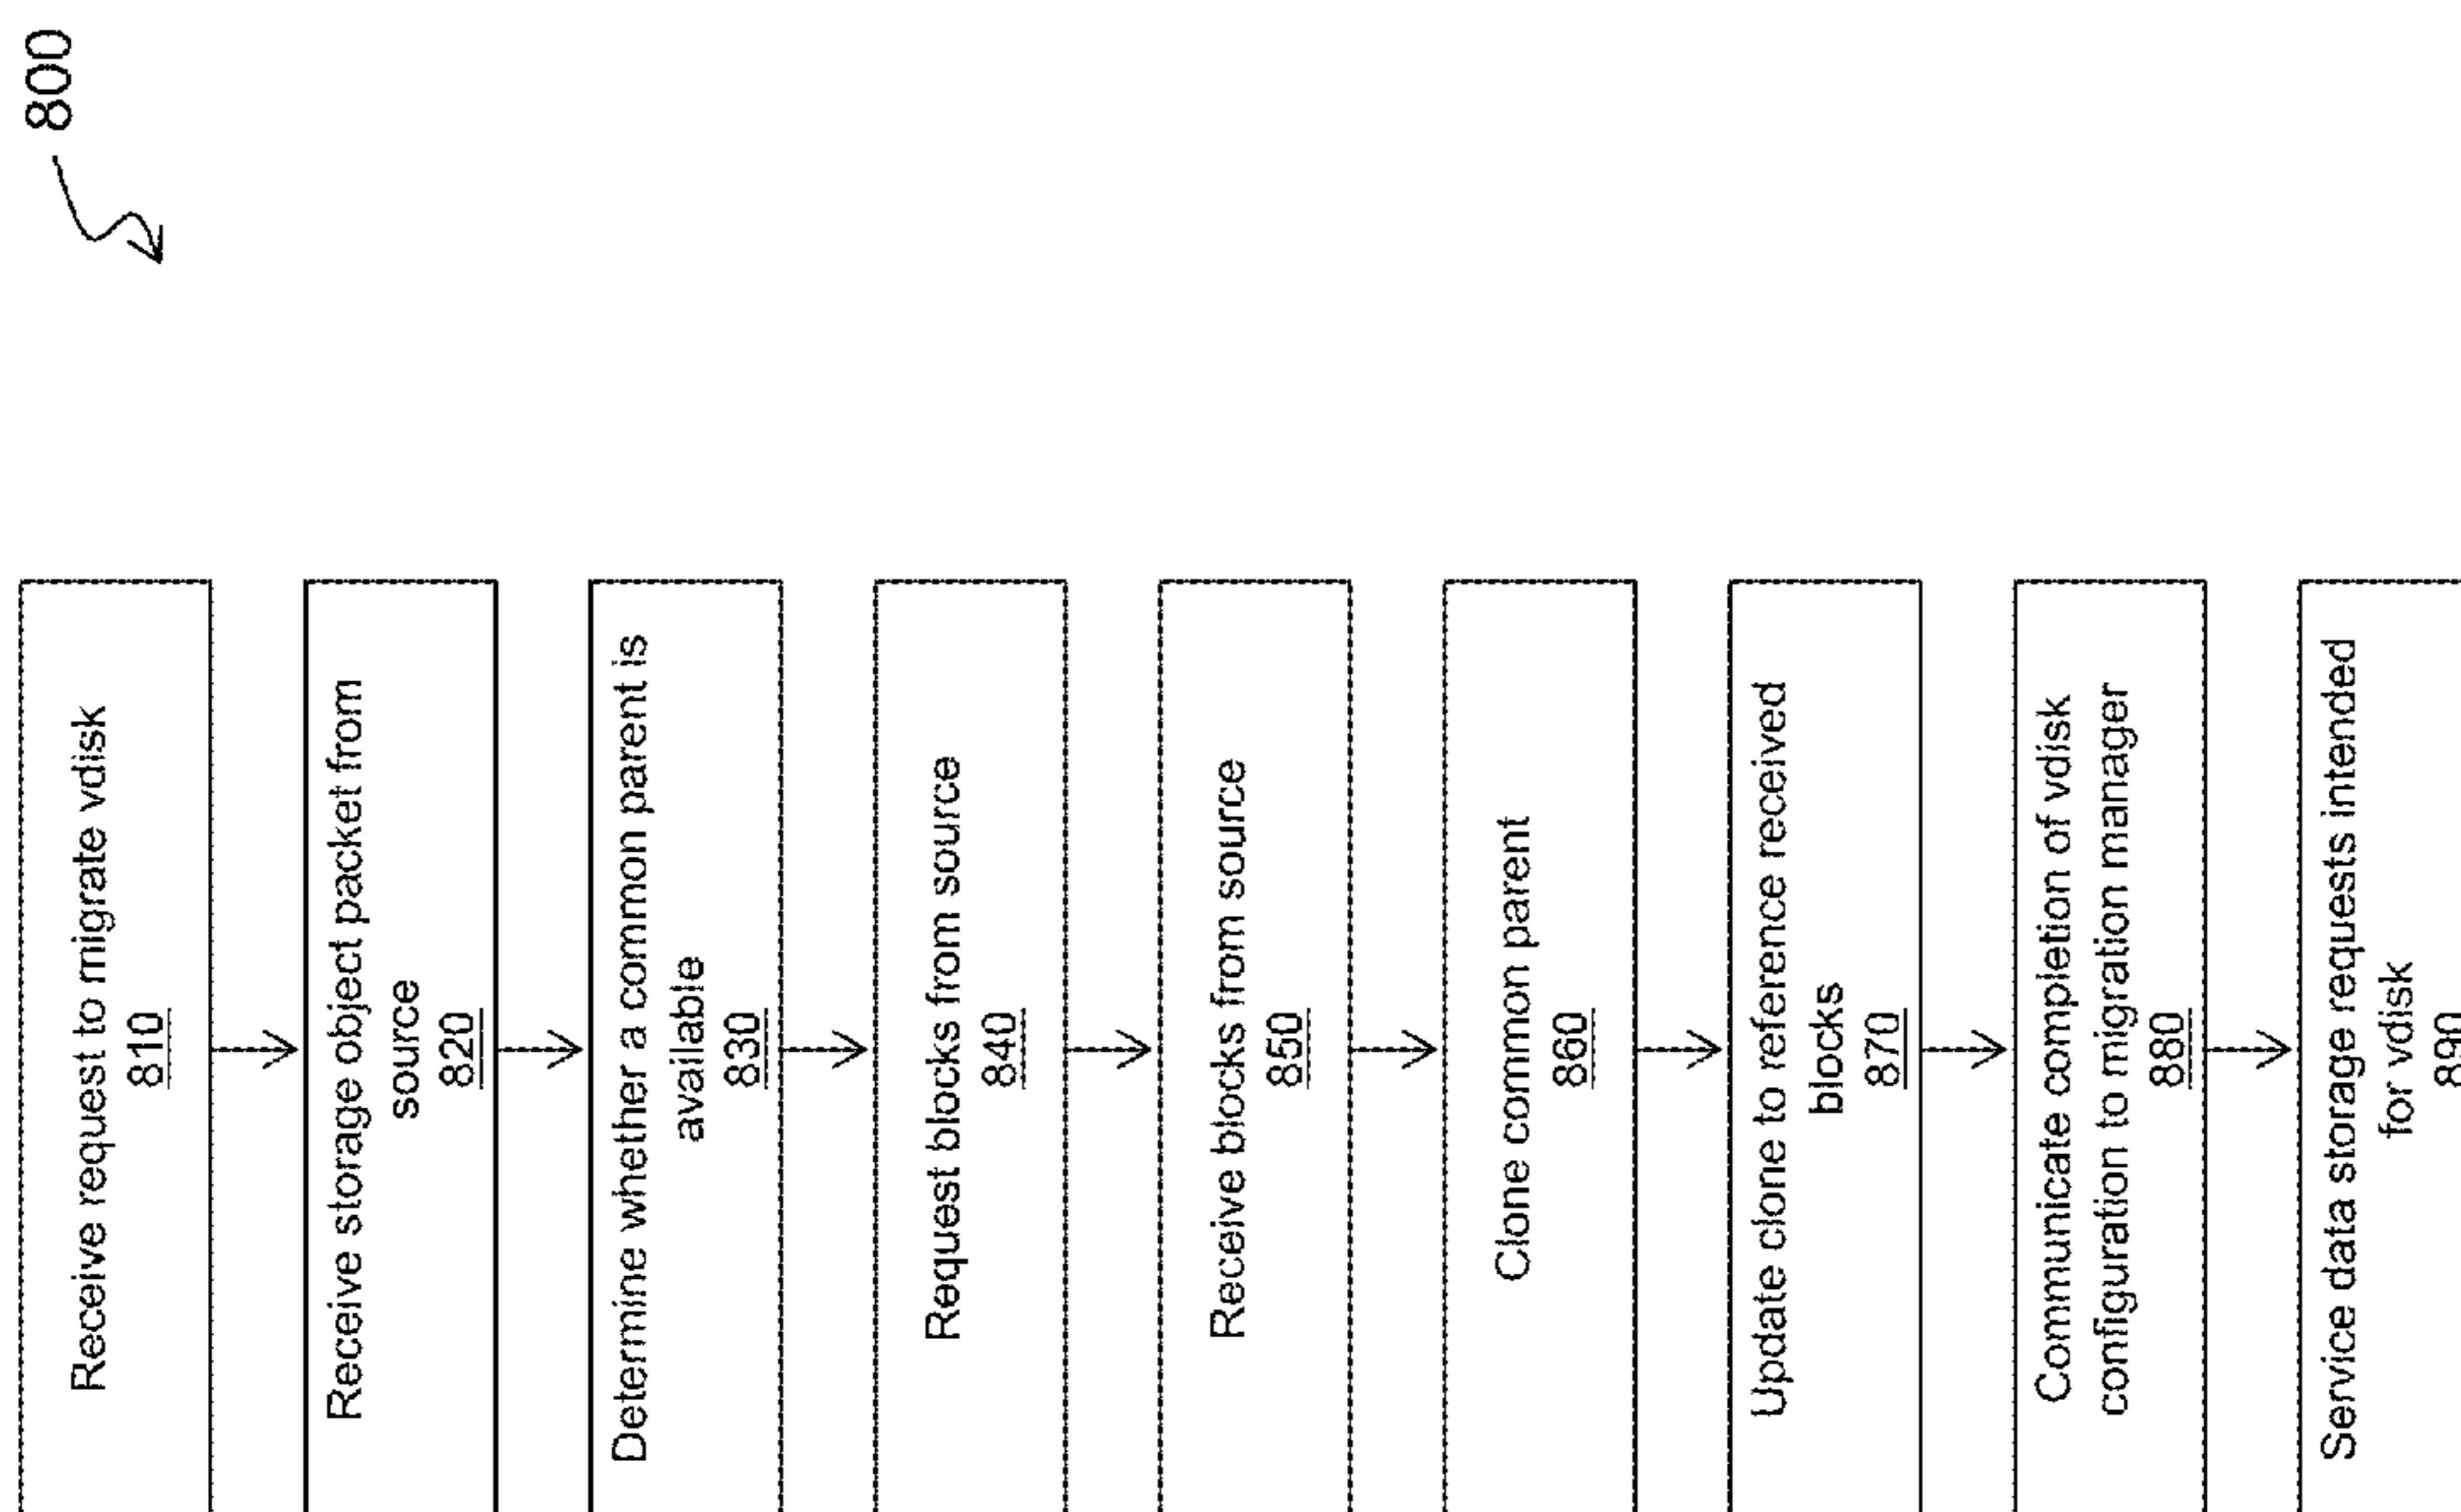 800
Receive request to migrate vdisk
810
Receive storage object packet from
source
820
Determine whether a common parent is
available
830
Request blocks from source
840
Receive blocks from source
850
Clone common parent
860
Update clone to reference received
blocks
870
Communicate completion of vdisk
configuration to migration manager
880
Service data storage requests intended
for vdisk
890